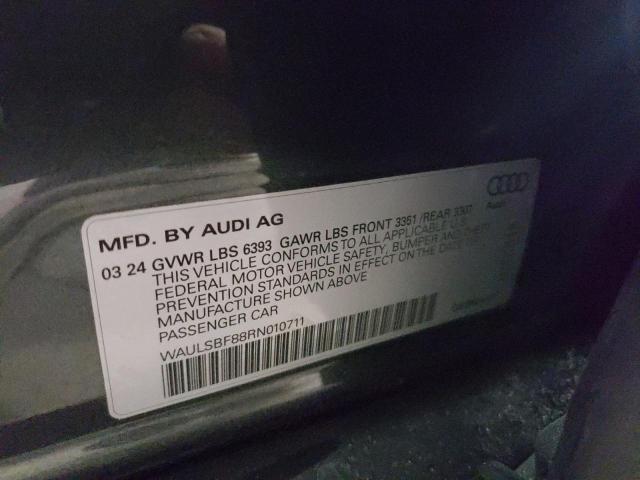 MFD. BY AUDI AG
03 24 GVWR LBS 6393 GAWR LBS FRONT 3351 /REAR 3307
THIS VEHICLE CONFORMS TO ALL APPLICABLE U.S.
FEDERAL MOTOR VEHICLE SAFETY, BUMPER AND THEFT
PREVENTION STANDARDS IN EFFECT ON THE DATE OF
MANUFACTURE SHOWN ABOVE
PASSENGER CAR
WAULSBF88RN010711
Audi